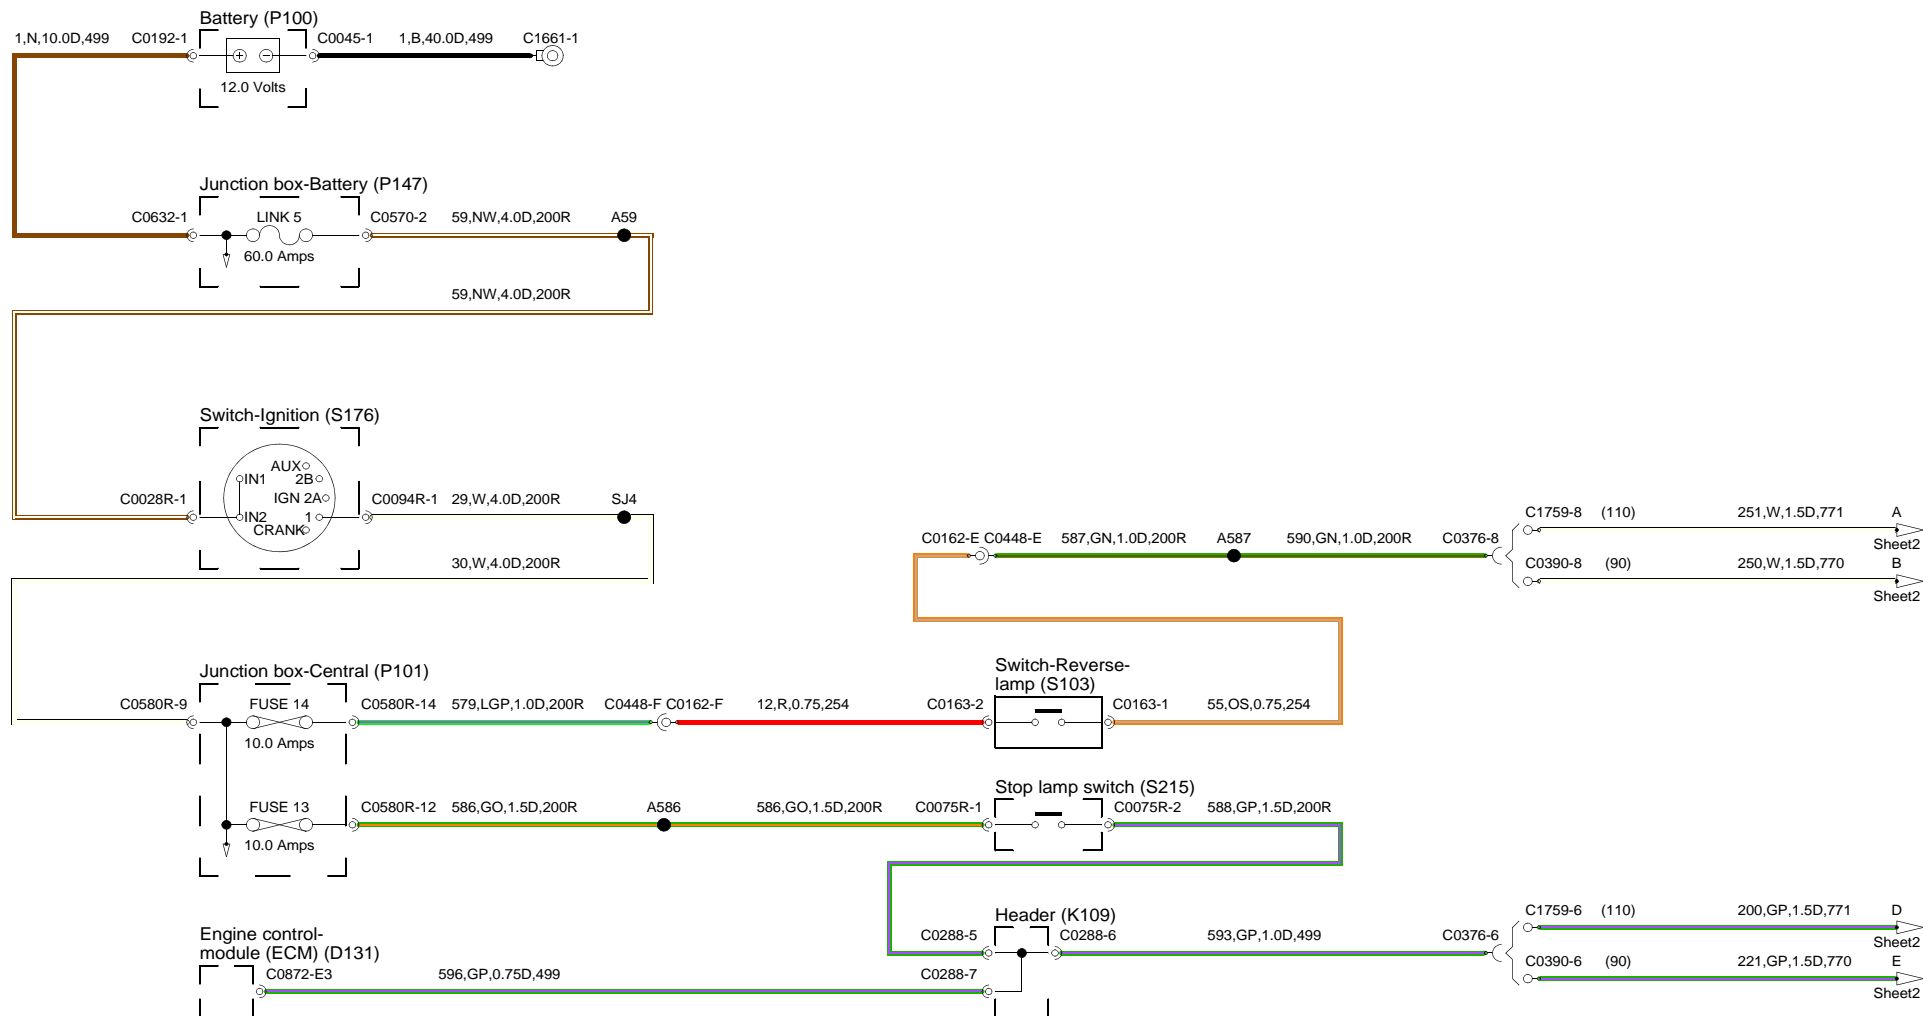 Battery (P100)
1,N,10.0D,499 C0192-1 C0045-1 1,B,40.0D,499 C1661-1
12.0 Volts
Junction box-Battery (P147)
C0632-1 LINK 5 C0570-2 59,NW,4.0D,200R A59
60.0 Amps
59,NW,4.0D,200R
Switch-Ignition (S176)
AUX
IN1 2B
C0028R-1 IGN 2A C0094R-1 29,W,4.0D,200R SJ4
IN2 1
CRANK
30,W,4.0D,200R
C1759-8 (110) 251,W,1.5D,771 A
Sheet2
C0162-E C0448-E 587,GN,1.0D,200R A587 590,GN,1.0D,200R C0376-8
C0390-8 (90) 250,W,1.5D,770 B
Sheet2
Junction box-Central (P101)
Switch-Reverse-
lamp (S103)
C0580R-9 FUSE 14 C0580R-14 579,LGP,1.0D,200R C0448-F C0162-F 12,R,0.75,254 C0163-2 C0163-1 55,OS,0.75,254
10.0 Amps
Stop lamp switch (S215)
FUSE 13 C0580R-12 586,GO,1.5D,200R A586 586,GO,1.5D,200R C0075R-1 C0075R-2 588,GP,1.5D,200R
10.0 Amps
Header (K109)
C1759-6 (110) 200,GP,1.5D,771 D
Sheet2
Engine control-
module (ECM) (D131)
C0288-5 C0288-6 593,GP,1.0D,499 C0376-6
C0872-E3 596,GP,0.75D,499 C0288-7
C0390-6 (90) 221,GP,1.5D,770 E
Sheet2